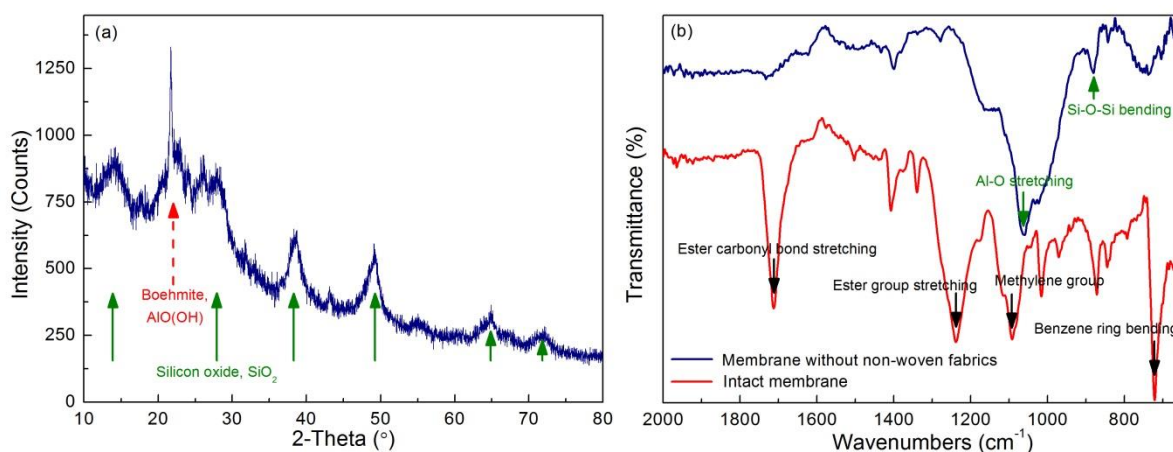 (a)
1250
1000
750
500
250
0
Intensity (Counts)
Boehmite,
AlO(OH)
Silicon oxide, SiO₂
10 20 30 40 50 60 70 80
2-Theta (°)
(b)
Transmittance (%)
Si-O-Si bending
Al-O stretching
Ester carbonyl bond stretching
Ester group stretching
Methylene group
Benzene ring bending
Membrane without non-woven fabrics
Intact membrane
2000 1800 1600 1400 1200 1000 800
Wavenumbers (cm⁻¹)